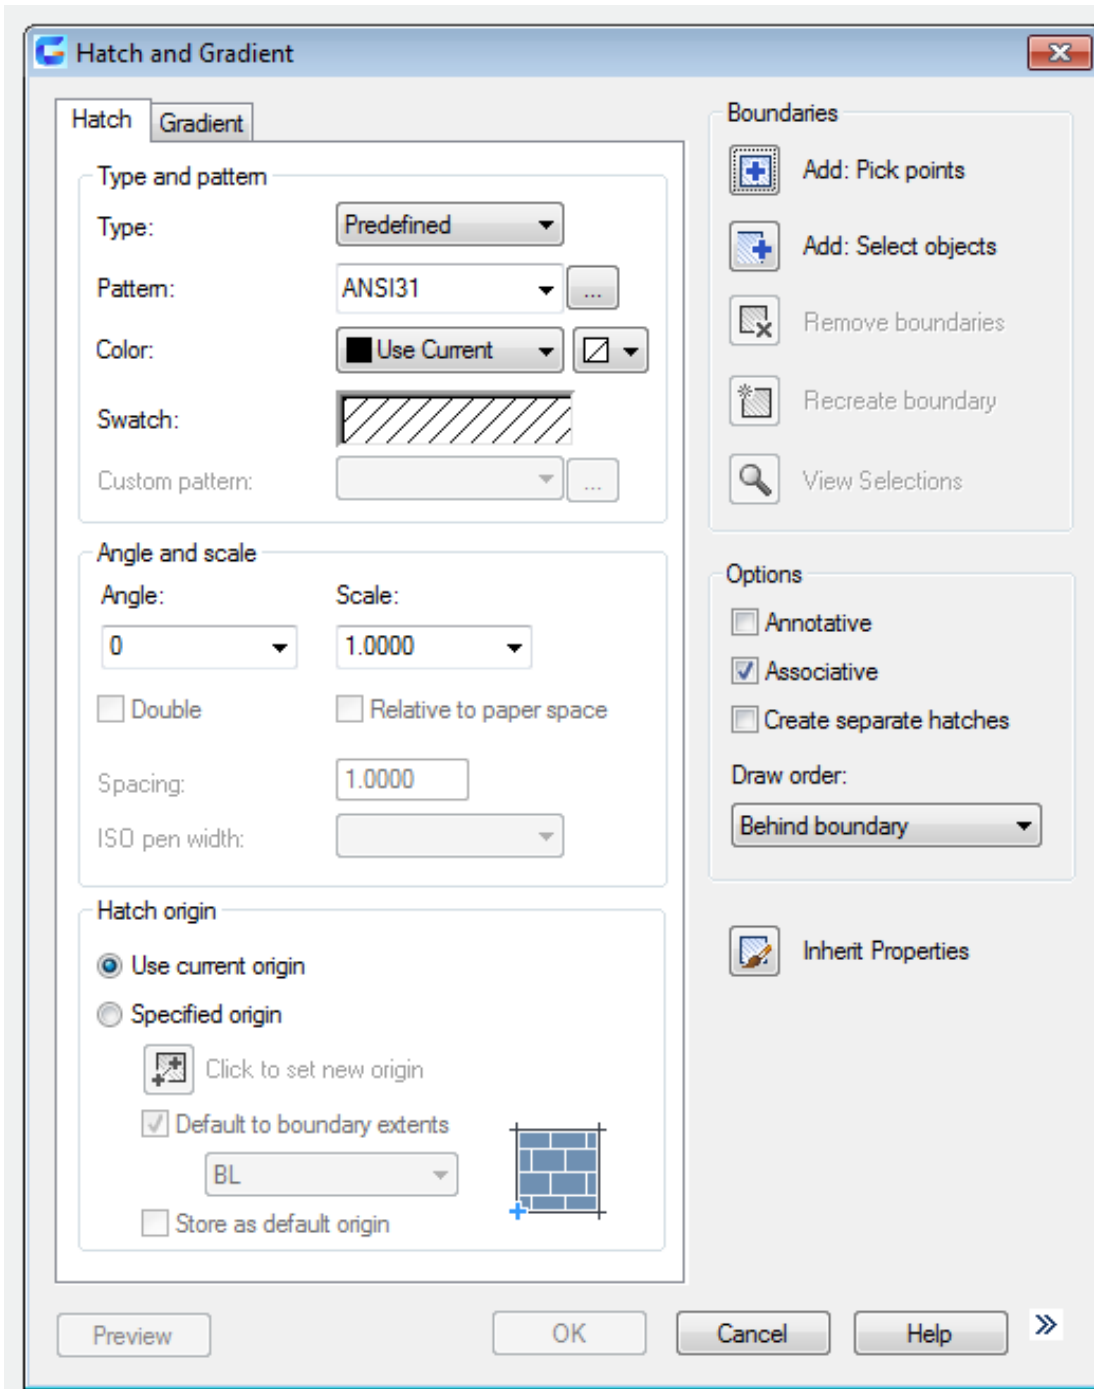 Hatch and Gradient
Hatch
Gradient
Type and pattern
Type:
Predefined
Pattern:
ANSI31
...
Color:
Use Current
Swatch:
Custom pattern:
...
Angle and scale
Angle:
Scale:
0
1.0000
Double
Relative to paper space
Spacing:
1.0000
ISO pen width:
Hatch origin
Use current origin
Specified origin
Click to set new origin
Default to boundary extents
BL
Store as default origin
Boundaries
Add: Pick points
Add: Select objects
Remove boundaries
Recreate boundary
View Selections
Options
Annotative
Associative
Create separate hatches
Draw order:
Behind boundary
Inherit Properties
Preview
OK
Cancel
Help